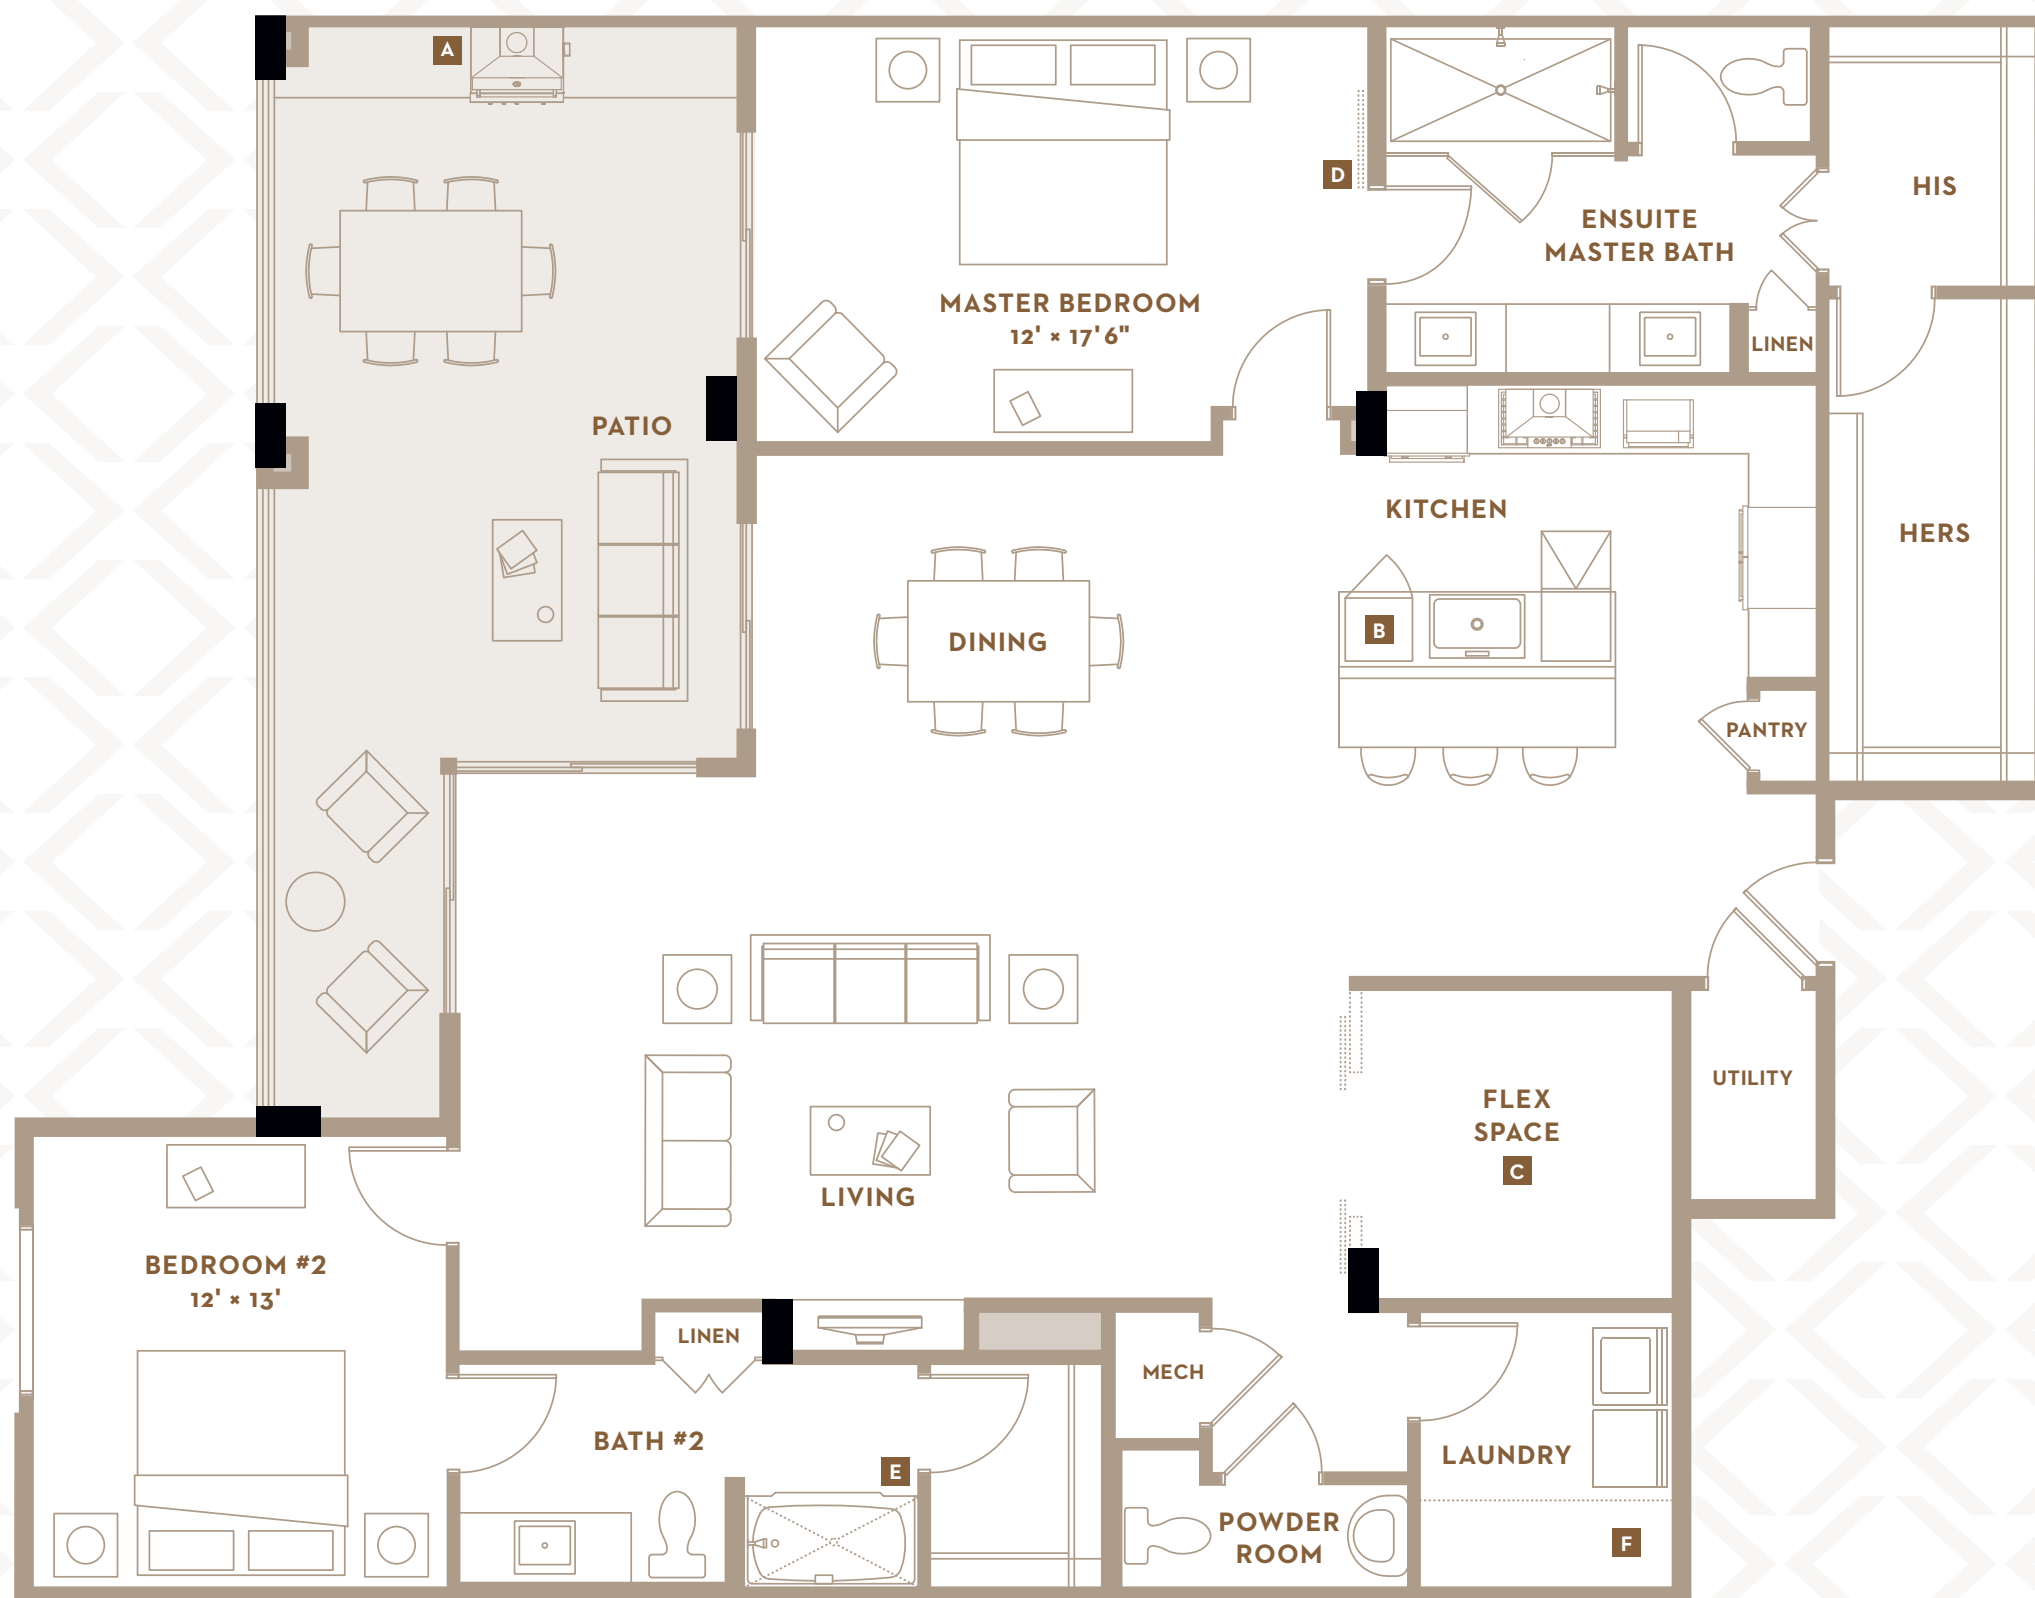 A
D
HIS
ENSUITE
MASTER BATH
MASTER BEDROOM
12' × 17'6"
LINEN
PATIO
KITCHEN
HERS
B
DINING
PANTRY
UTILITY
FLEX
SPACE
C
LIVING
BEDROOM #2
12' × 13'
LINEN
MECH
BATH #2
LAUNDRY
E
POWDER
ROOM
F